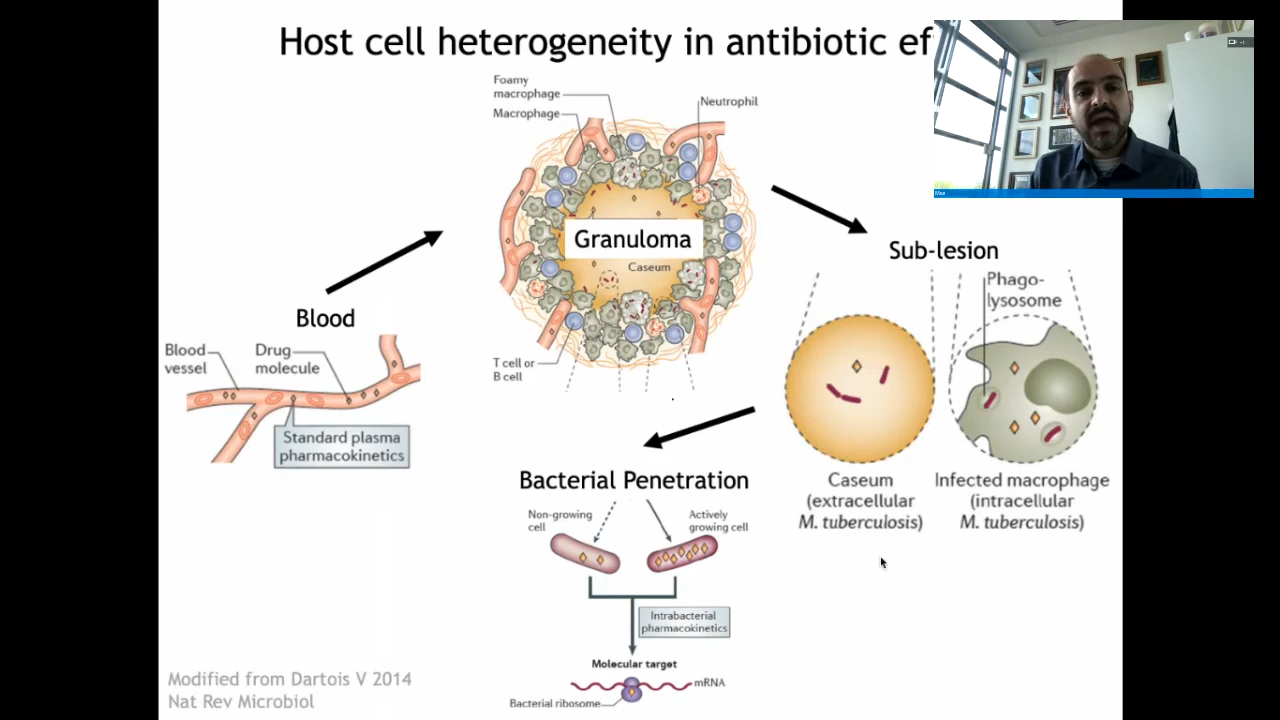 Host cell heterogeneity in antibiotic ef
Foamy
macrophage
Macrophage
Neutrophil
Granuloma
Caseum
T cell or
B cell
Blood
Blood
vessel
Drug
molecule
Standard plasma
pharmacokinetics
Sub-lesion
Phago-
lysosome
Caseum
(extracellular
M. tuberculosis)
Infected macrophage
(intracellular
M. tuberculosis)
Bacterial Penetration
Non-growing
cell
Actively
growing cell
Intrabacterial
pharmacokinetics
Molecular target
mRNA
Bacterial ribosome
Modified from Dartois V 2014
Nat Rev Microbiol